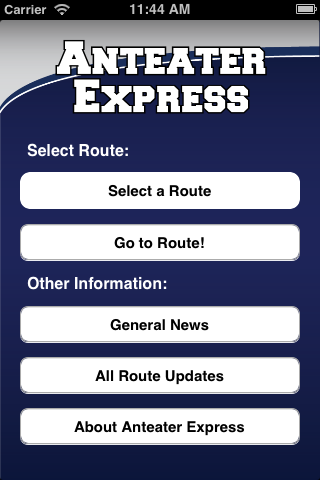 Carrier 11:44 AM
ANTEATER
EXPRESS
Select Route:
Select a Route
Go to Route!
Other Information:
General News
All Route Updates
About Anteater Express